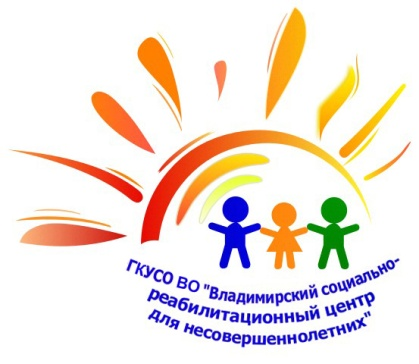 ГКУСО ВО "Владимирский социально-
реабилитационный центр
для несовершеннолетних"